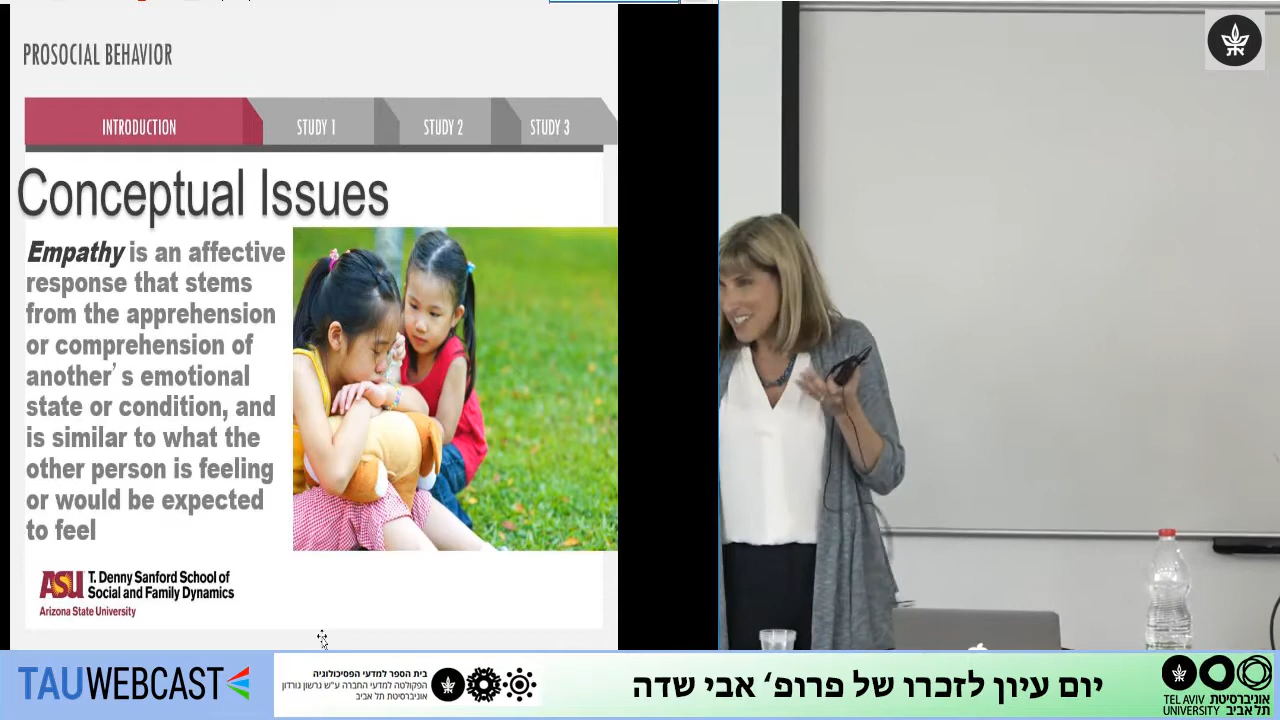 PROSOCIAL BEHAVIOR
INTRODUCTION
STUDY 1
STUDY 2
STUDY 3
Conceptual Issues
Empathy is an affective
response that stems
from the apprehension
or comprehension of
another's emotional
state or condition, and
is similar to what the
other person is feeling
or would be expected
to feel
ASU T. Denny Sanford School of
Social and Family Dynamics
Arizona State University
TAUWEBCAST
בית הספר למדעי הפסיכולוגיה
הפקולטה למדעי החברה ע"ש גרשון גורדון
אוניברסיטת תל אביב
יום עיון לזכרו של פרופ' אבי שדה
TEL AVIV UNIVERSITY
אוניברסיטת תל אביב